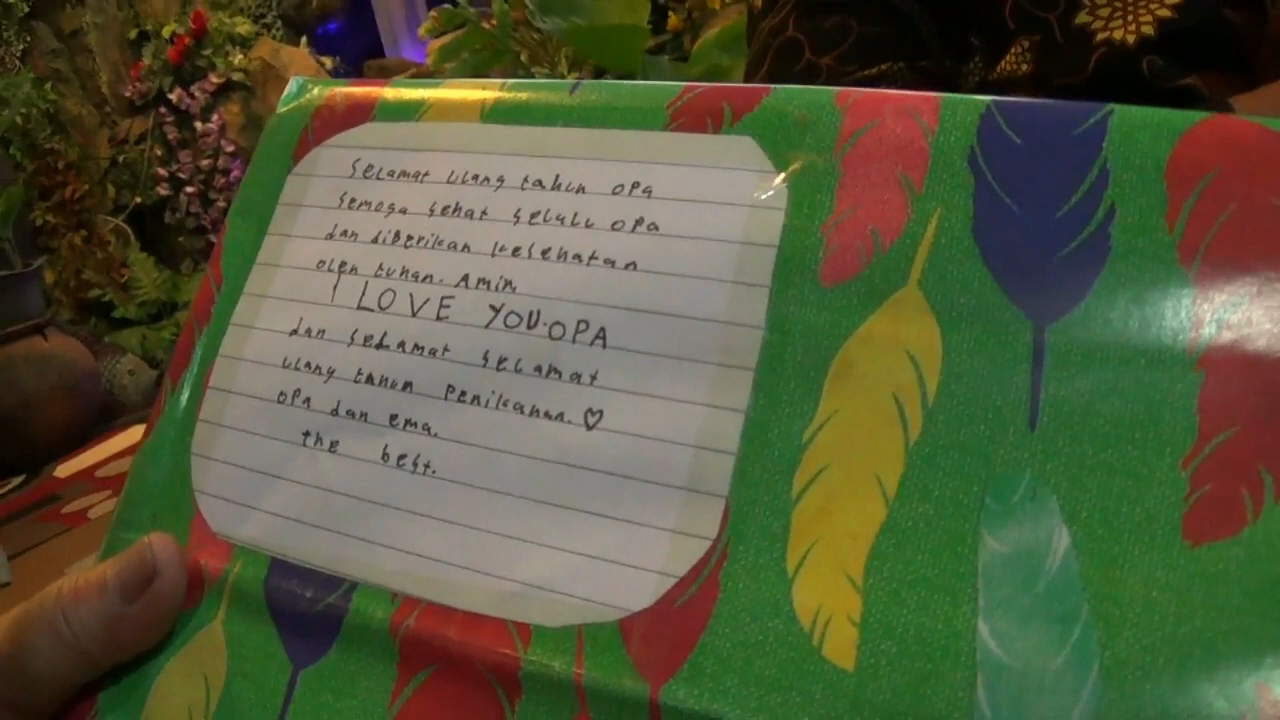 Selamat ulang tahun opa
semoga sehat selalu opa
dan diberikan kesehatan
oleh tuhan. Amin
I LOVE YOU OPA
dan selamat selamat
ulang tahun penikahan. ♡
opa dan ema.
the best.